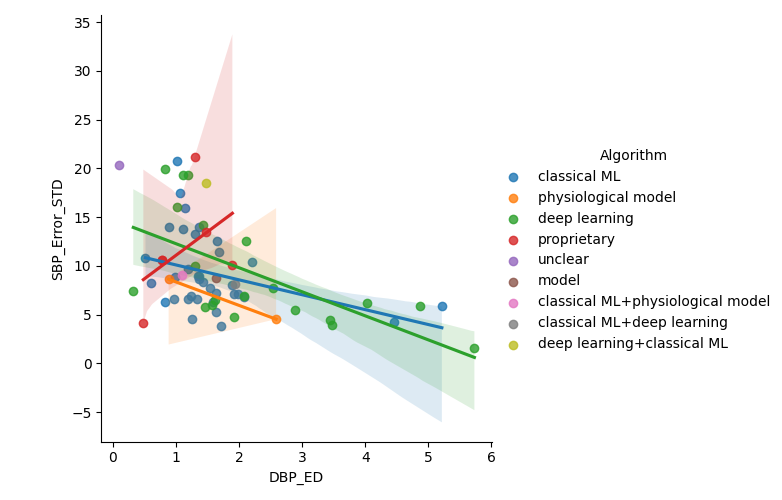 35
30
25
20
15
10
5
0
−5
SBP_Error_STD
0 1 2 3 4 5 6
DBP_ED
Algorithm
classical ML
physiological model
deep learning
proprietary
unclear
model
classical ML+physiological model
classical ML+deep learning
deep learning+classical ML